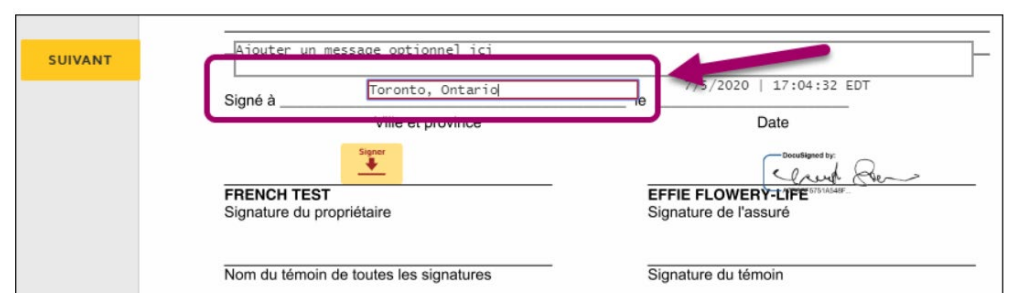 SUIVANT
Ajouter un message optionnel ici
7/5/2020 | 17:04:32 EDT
Signé à Toronto, Ontario le
Ville et province Date
Signer DocuSigned by:
FRENCH TEST EFFIE FLOWERY-LIFE
Signature du propriétaire Signature de l'assuré
Nom du témoin de toutes les signatures Signature du témoin